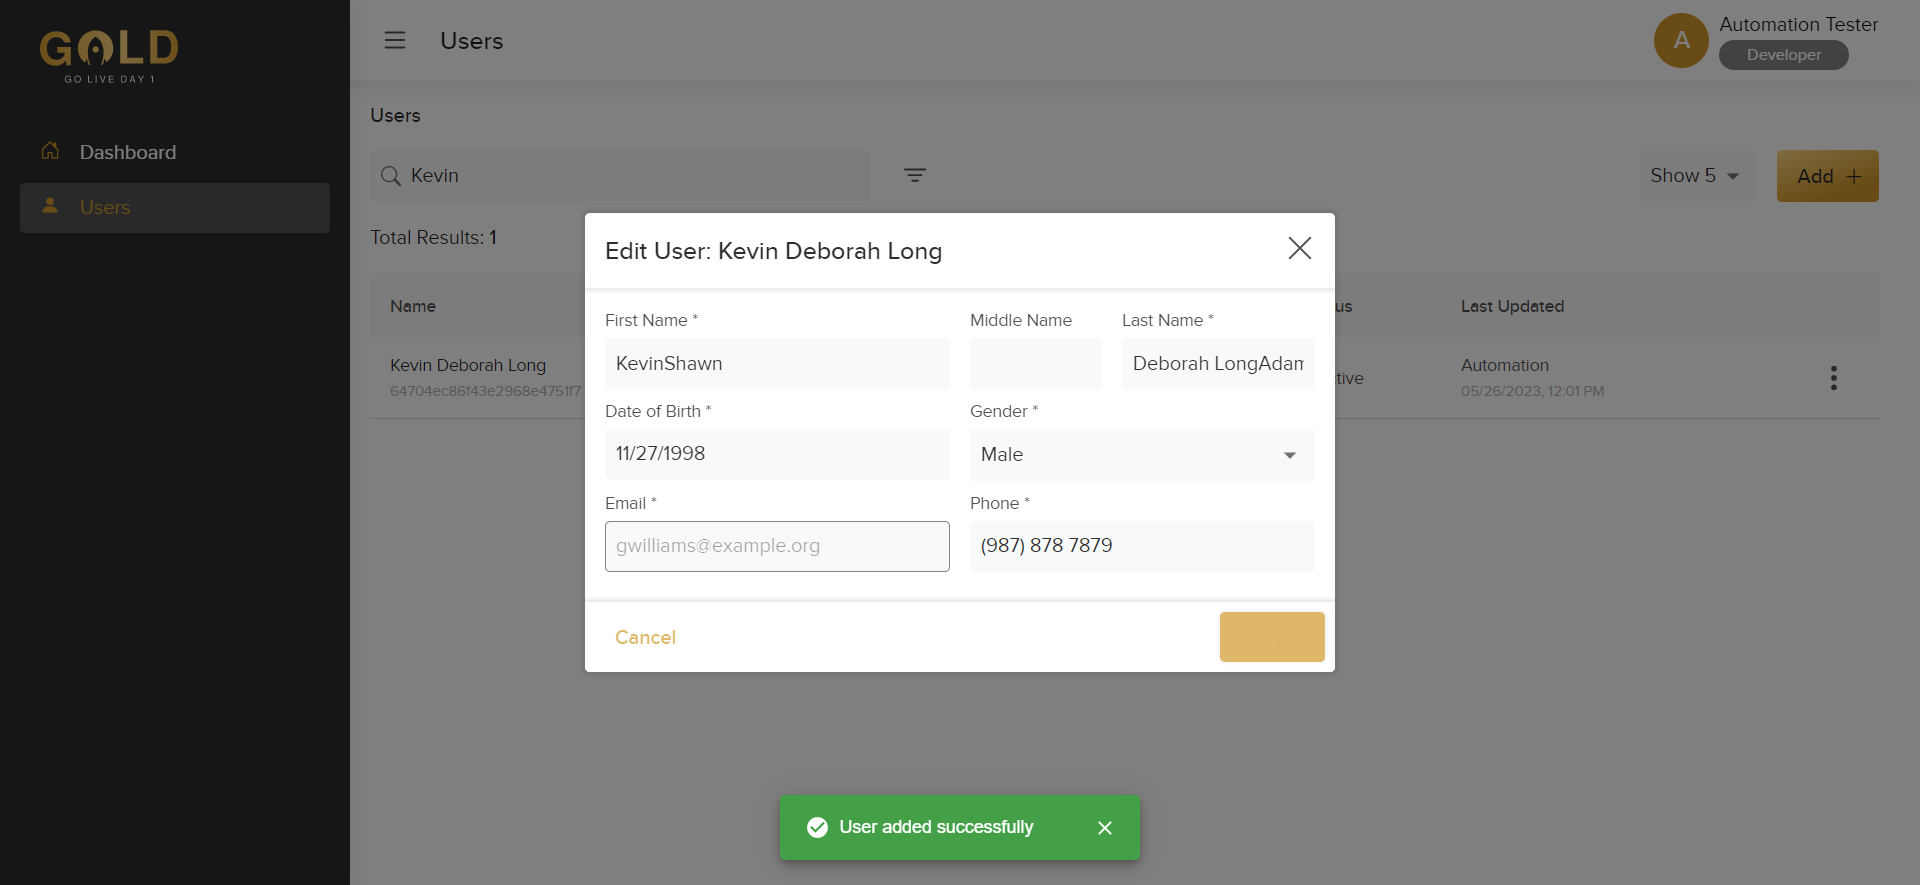 GOLD
GO LIVE DAY 1
Dashboard
Users
Users
A
Automation Tester
Developer
Users
Kevin
Show 5
Add +
Total Results: 1
Name
us
Last Updated
Kevin Deborah Long
64704ec86f43e2968e4751f7
tive
Automation
05/26/2023, 12:01 PM
Edit User: Kevin Deborah Long
First Name *
Middle Name
Last Name *
KevinShawn
Deborah LongAdam
Date of Birth *
Gender *
11/27/1998
Male
Email *
Phone *
gwilliams@example.org
(987) 878 7879
Cancel
User added successfully